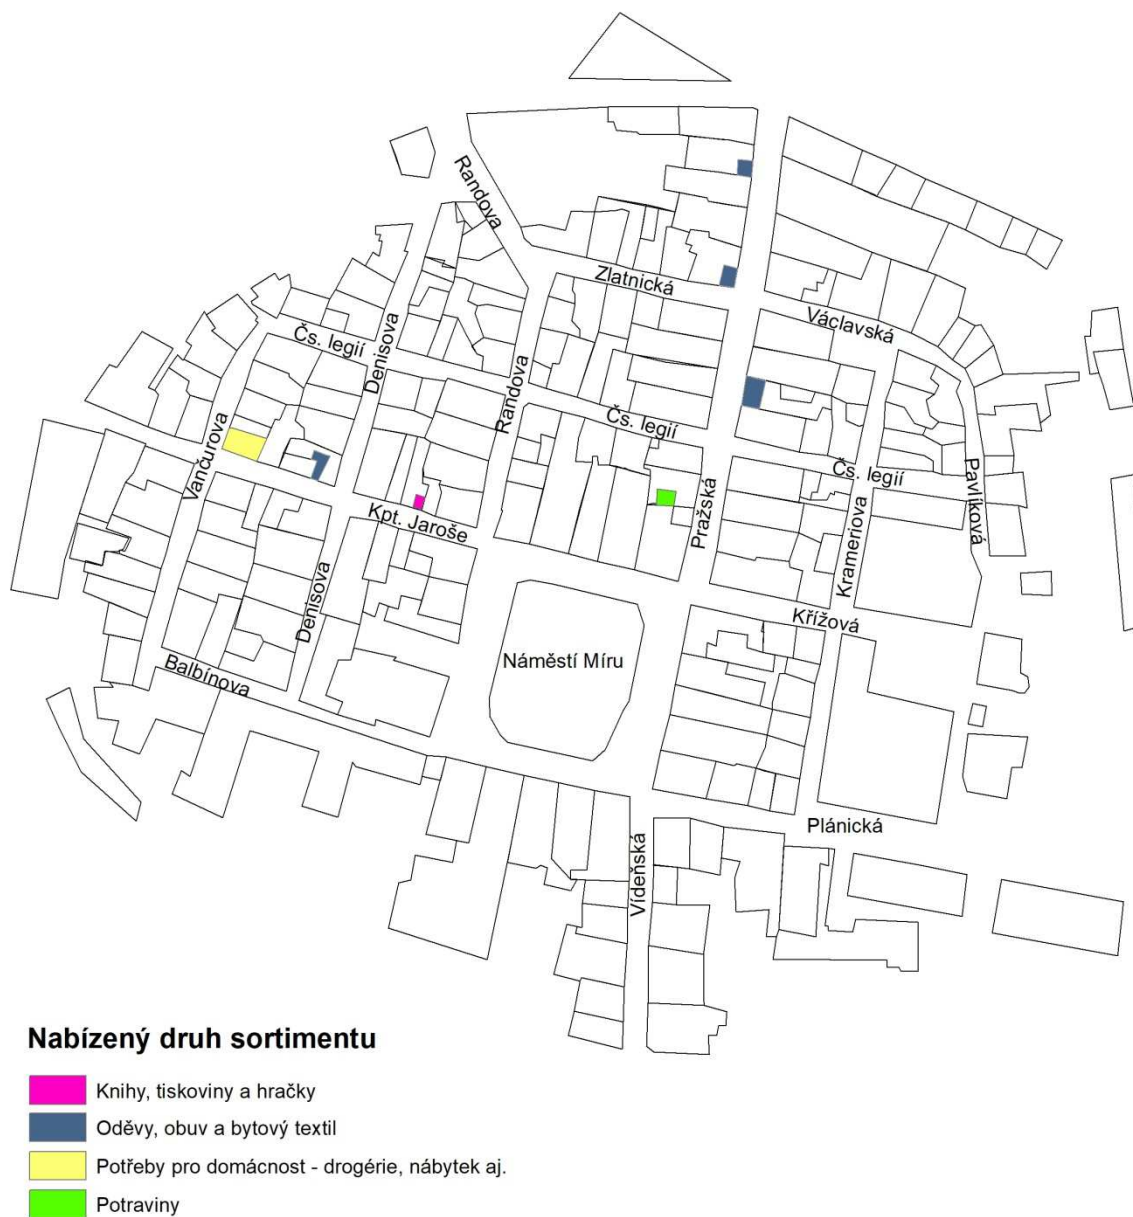 Randova
Zlatnická
Václavská
Čs. legií
Denisova
Randova
Čs. legií
Vančurova
Čs. legií
Pavlíková
Pražská
Kpt. Jaroše
Krameriova
Denisova
Křížová
Náměstí Míru
Balbínova
Plánická
Vídeňská
Nabízený druh sortimentu
Knihy, tiskoviny a hračky
Oděvy, obuv a bytový textil
Potřeby pro domácnost - drogérie, nábytek aj.
Potraviny